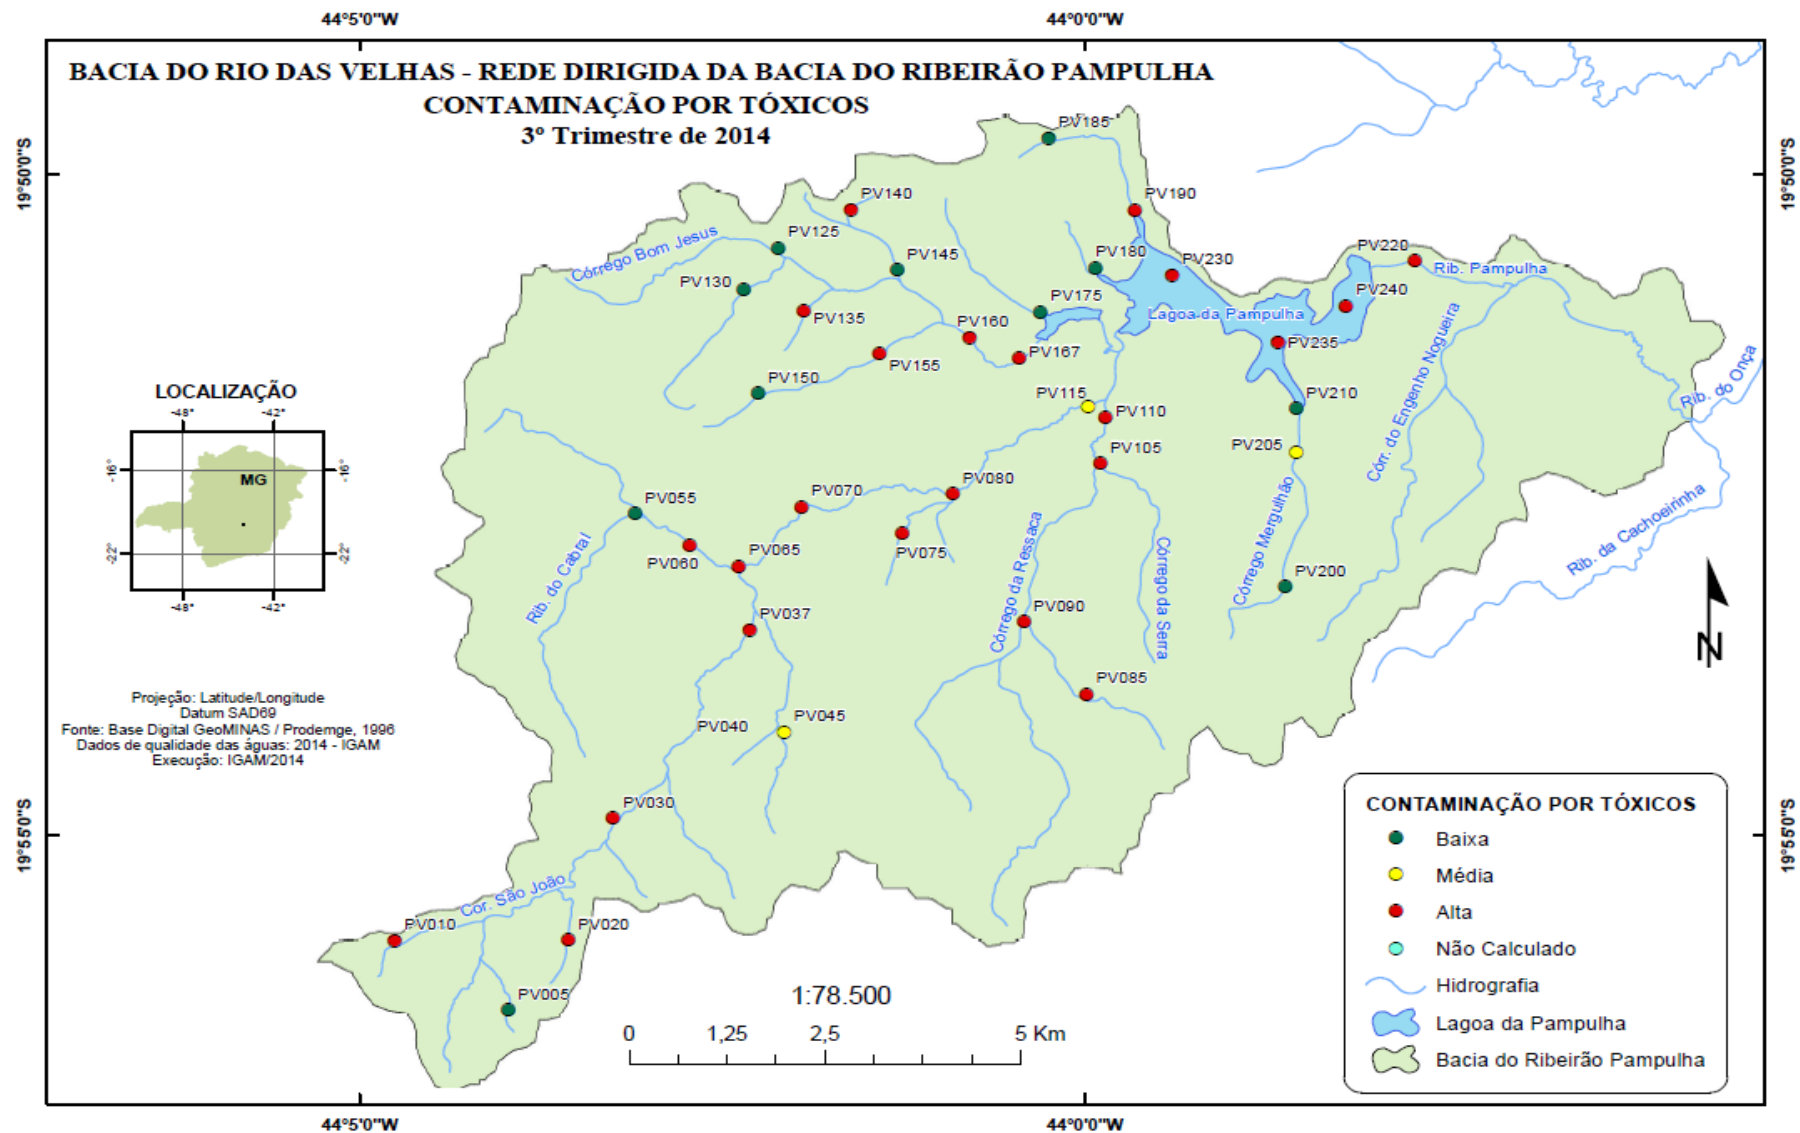 44°5'0"W
44°0'0"W
BACIA DO RIO DAS VELHAS - REDE DIRIGIDA DA BACIA DO RIBEIRÃO PAMPULHA
CONTAMINAÇÃO POR TÓXICOS
3º Trimestre de 2014
19°50'0"S
19°50'0"S
PV185
PV140
PV190
PV125
Córrego Bom Jesus
PV145
PV180
PV230
PV220
Rib. Pampulha
PV130
PV175
PV240
PV135
Lagoa da Pampulha
PV160
PV167
PV235
PV155
PV150
PV115
PV110
PV210
Córr. do Engenho Nogueira
Rib. do Onça
LOCALIZAÇÃO
-48°
-42°
-16°
-16°
MG
-22°
-22°
-48°
-42°
PV105
PV205
PV080
PV070
PV055
PV075
PV065
PV060
Rib. do Cabral
Córrego da Ressaca
Córrego da Serra
Córrego Mergulhão
PV200
Rib. da Cachoeirinha
PV037
PV090
N
PV085
PV045
PV040
Projeção: Latitude/Longitude
Datum SAD69
Fonte: Base Digital GeoMINAS / Prodemge, 1996
Dados de qualidade das águas: 2014 - IGAM
Execução: IGAM/2014
PV030
Cor. São João
PV010
PV020
PV005
19°55'0"S
19°55'0"S
1:78.500
0 1,25 2,5 5 Km
CONTAMINAÇÃO POR TÓXICOS
Baixa
Média
Alta
Não Calculado
Hidrografia
Lagoa da Pampulha
Bacia do Ribeirão Pampulha
44°5'0"W
44°0'0"W